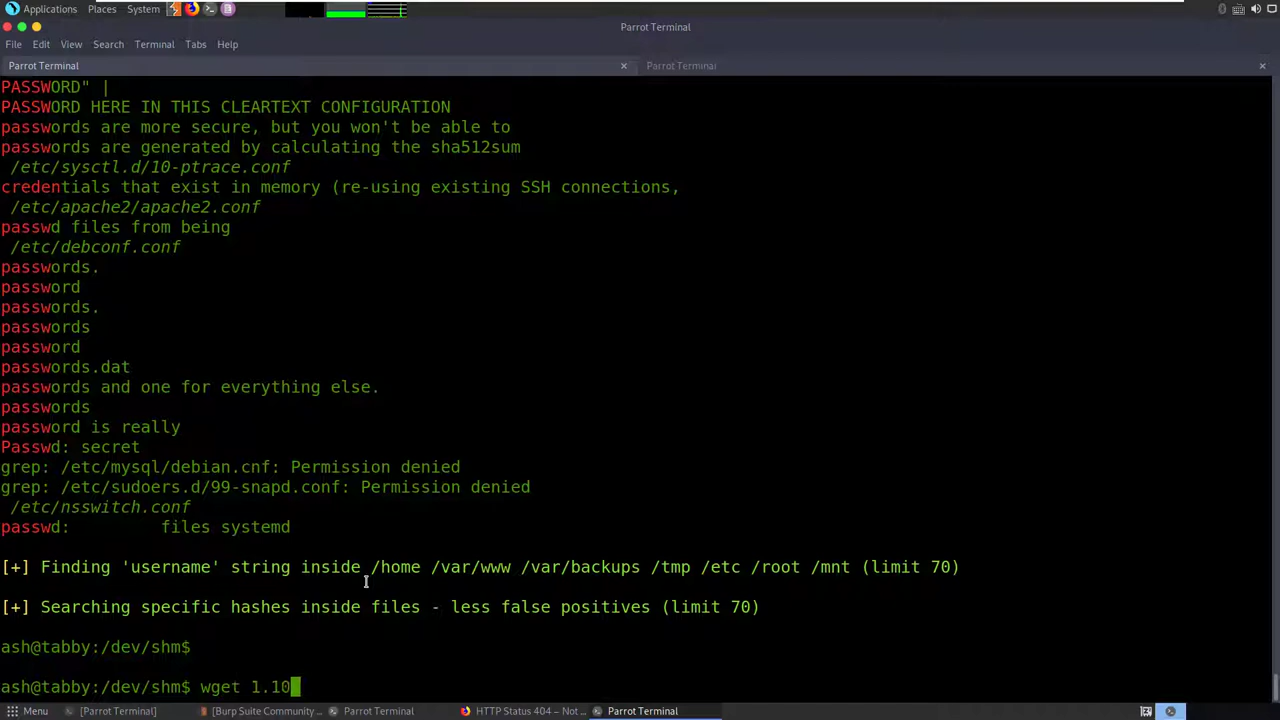 Applications Places System
Parrot Terminal
File Edit View Search Terminal Tabs Help
Parrot Terminal
Parrot Terminal
PASSWORD" |
PASSWORD HERE IN THIS CLEARTEXT CONFIGURATION
passwords are more secure, but you won't be able to
passwords are generated by calculating the sha512sum
/etc/sysctl.d/10-ptrace.conf
credentials that exist in memory (re-using existing SSH connections,
/etc/apache2/apache2.conf
passwd files from being
/etc/debconf.conf
passwords.
password
passwords.
passwords
password
passwords.dat
passwords and one for everything else.
passwords
password is really
Passwd: secret
grep: /etc/mysql/debian.cnf: Permission denied
grep: /etc/sudoers.d/99-snapd.conf: Permission denied
/etc/nsswitch.conf
passwd: files systemd
[+] Finding 'username' string inside /home /var/www /var/backups /tmp /etc /root /mnt (limit 70)
[+] Searching specific hashes inside files - less false positives (limit 70)
ash@tabby:/dev/shm$
ash@tabby:/dev/shm$ wget 1.10
Menu [Parrot Terminal] [Burp Suite Community ... Parrot Terminal HTTP Status 404 – Not ... Parrot Terminal